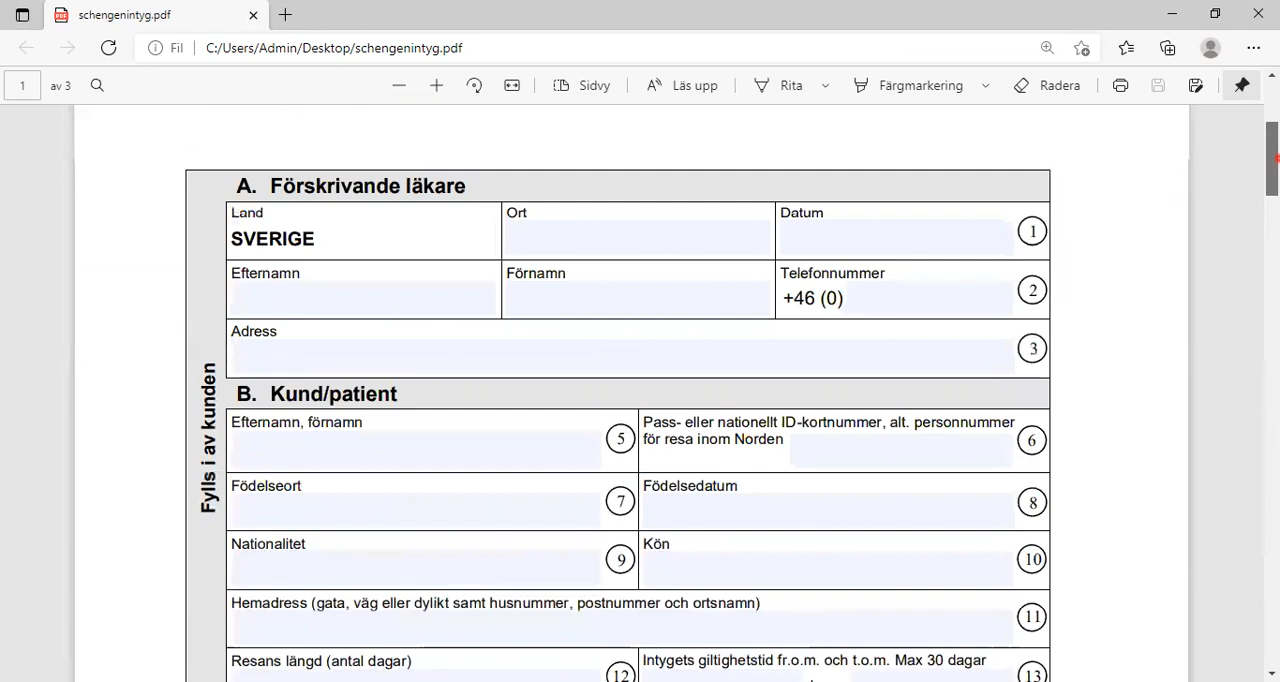 schengenintyg.pdf
Fil C:/Users/Admin/Desktop/schengenintyg.pdf
1 av 3 Sidvy Läs upp Rita Färgmarkering Radera
A. Förskrivande läkare
Land Ort Datum
SVERIGE 1
Efternamn Förnamn Telefonnummer
+46 (0) 2
Adress
3
Fylls i av kunden
B. Kund/patient
Efternamn, förnamn 5 Pass- eller nationellt ID-kortnummer, alt. personnummer
för resa inom Norden 6
Födelseort 7 Födelsedatum 8
Nationalitet 9 Kön 10
Hemadress (gata, väg eller dylikt samt husnummer, postnummer och ortsnamn)
11
Resans längd (antal dagar) 12 Intygets giltighetstid fr.o.m. och t.o.m. Max 30 dagar 13